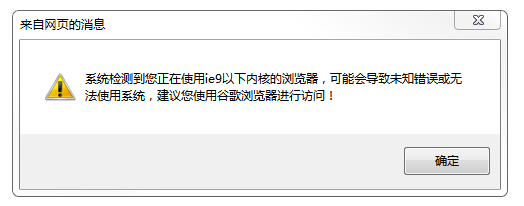 来自网页的消息
系统检测到您正在使用ie9以下内核的浏览器，可能会导致未知错误或无
法使用系统，建议您使用谷歌浏览器进行访问！
确定